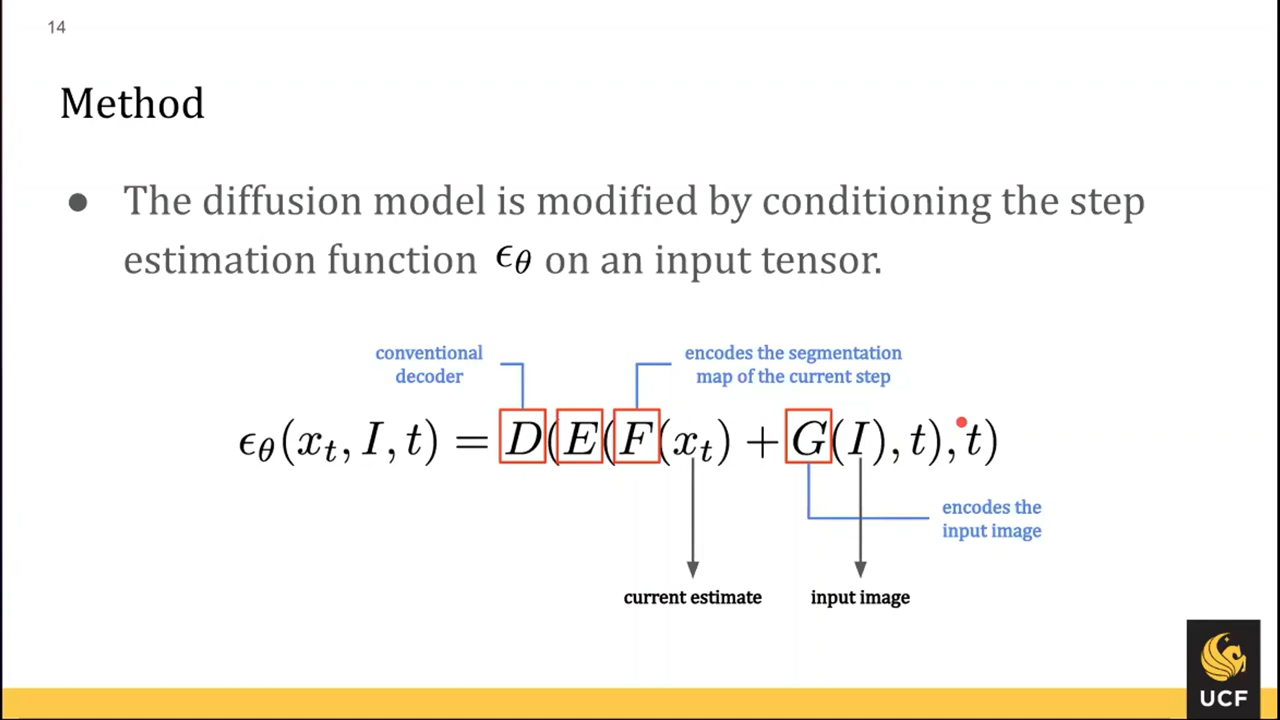 14
Method
● The diffusion model is modified by conditioning the step
estimation function ϵθ on an input tensor.
conventional
decoder
encodes the segmentation
map of the current step
ϵθ(xt, I, t) = D(E(F(xt) + G(I), t), t)
encodes the
input image
current estimate
input image
UCF